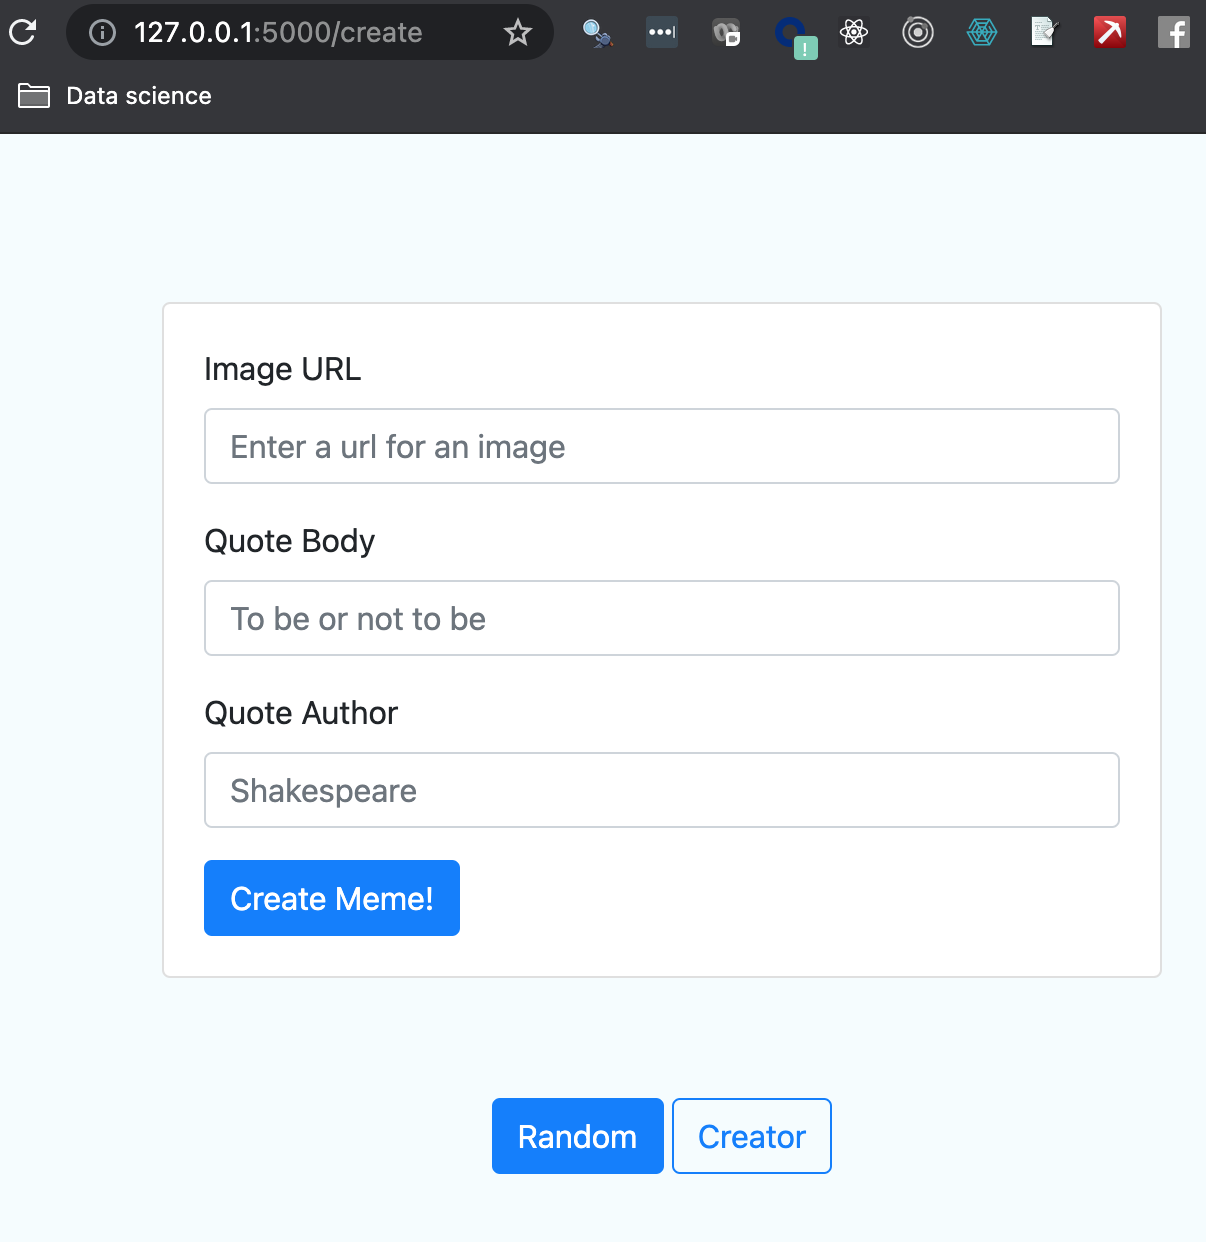 127.0.0.1:5000/create
Data science
Image URL
Enter a url for an image
Quote Body
To be or not to be
Quote Author
Shakespeare
Create Meme!
Random Creator